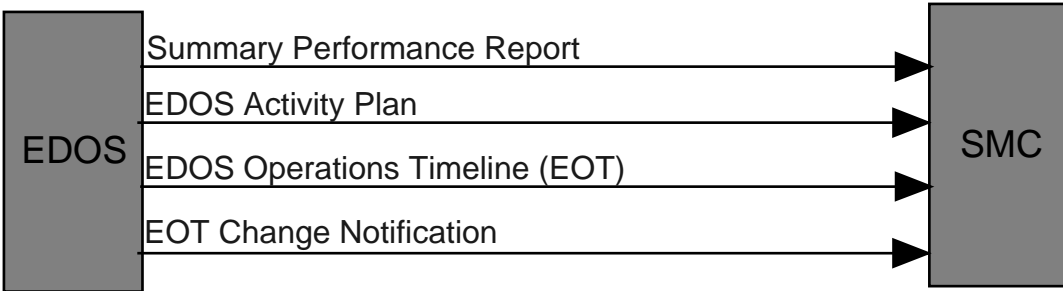 Summary Performance Report
EDOS Activity Plan
EDOS
SMC
EDOS Operations Timeline (EOT)
EOT Change Notification